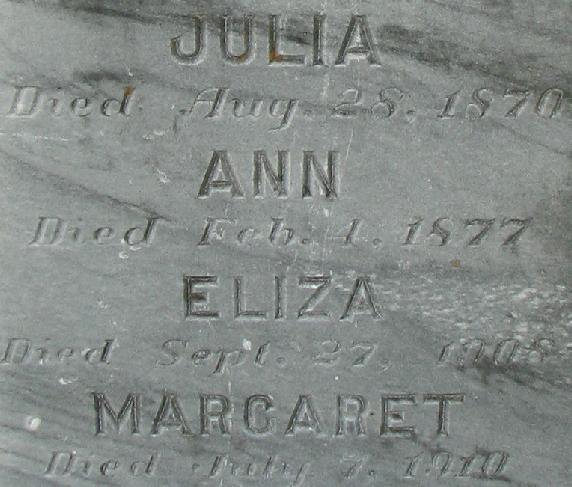 JULIA
Died Aug. 28, 1870
ANN
Died Feb. 4. 1877
ELIZA
Died Sept. 27, 1908
MARGARET
Died July 7, 1910